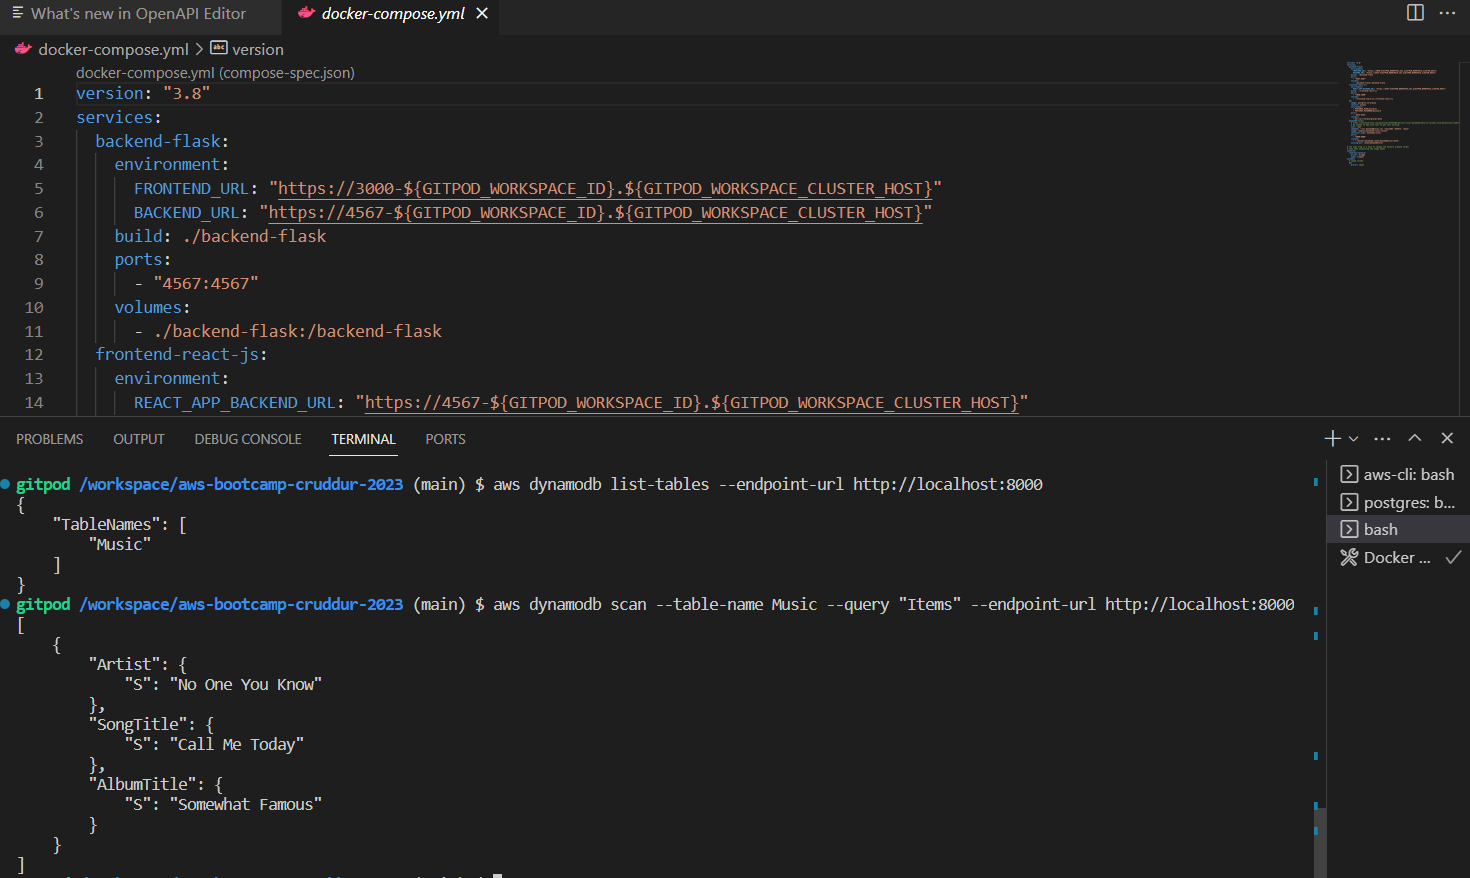 What's new in OpenAPI Editor
docker-compose.yml
docker-compose.yml > version
docker-compose.yml (compose-spec.json)
1 version: "3.8"
2 services:
3 backend-flask:
4 environment:
5 FRONTEND_URL: "https://3000-${GITPOD_WORKSPACE_ID}.${GITPOD_WORKSPACE_CLUSTER_HOST}"
6 BACKEND_URL: "https://4567-${GITPOD_WORKSPACE_ID}.${GITPOD_WORKSPACE_CLUSTER_HOST}"
7 build: ./backend-flask
8 ports:
9 - "4567:4567"
10 volumes:
11 - ./backend-flask:/backend-flask
12 frontend-react-js:
13 environment:
14 REACT_APP_BACKEND_URL: "https://4567-${GITPOD_WORKSPACE_ID}.${GITPOD_WORKSPACE_CLUSTER_HOST}"
PROBLEMS OUTPUT DEBUG CONSOLE TERMINAL PORTS
gitpod /workspace/aws-bootcamp-cruddur-2023 (main) $ aws dynamodb list-tables --endpoint-url http://localhost:8000
{
"TableNames": [
"Music"
]
}
gitpod /workspace/aws-bootcamp-cruddur-2023 (main) $ aws dynamodb scan --table-name Music --query "Items" --endpoint-url http://localhost:8000
[
{
"Artist": {
"S": "No One You Know"
},
"SongTitle": {
"S": "Call Me Today"
},
"AlbumTitle": {
"S": "Somewhat Famous"
}
}
]
aws-cli: bash
postgres: b...
bash
Docker ...